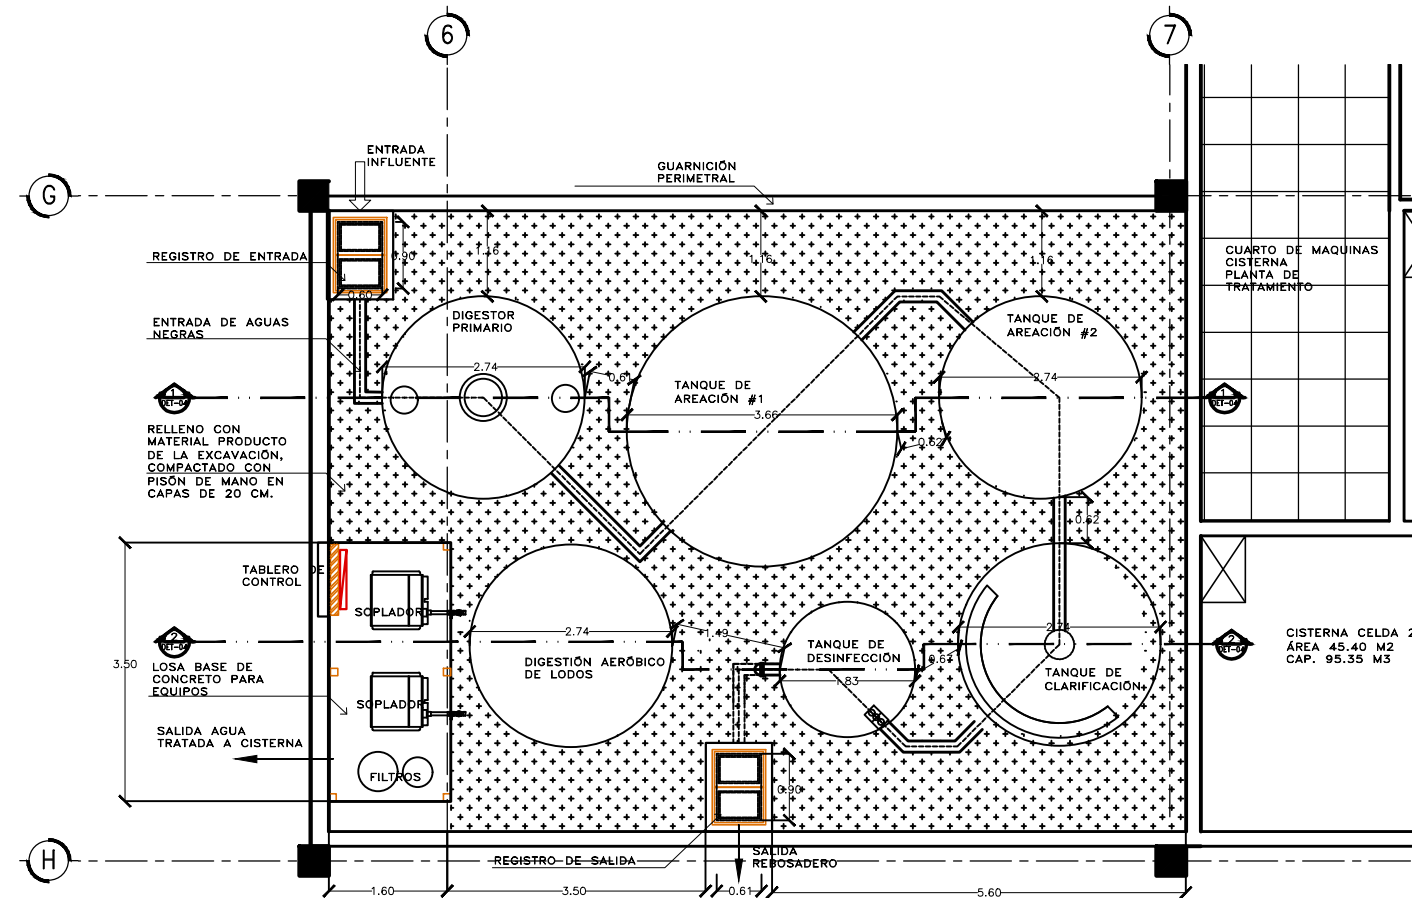 6
7
ENTRADA
INFLUENTE
GUARNICIÓN
PERIMETRAL
G
REGISTRO DE ENTRADA
0.90
1.16
1.16
1.16
CUARTO DE MAQUINAS
CISTERNA
PLANTA DE
TRATAMIENTO
0.60
ENTRADA DE AGUAS
NEGRAS
DIGESTOR
PRIMARIO
TANQUE DE
AREACIÓN #2
2.74
0.61
TANQUE DE
AREACIÓN #1
2.74
1
DET-04
1
DET-04
3.66
0.62
RELLENO CON
MATERIAL PRODUCTO
DE LA EXCAVACIÓN,
COMPACTADO CON
PISÓN DE MANO EN
CAPAS DE 20 CM.
0.62
TABLERO DE
CONTROL
SOPLADOR
2.74
1.49
2.74
2
DET-04
2
DET-04
TANQUE DE
DESINFECCIÓN
0.67
CISTERNA CELDA 2
ÁREA 45.40 M2
CAP. 95.35 M3
3.50
LOSA BASE DE
CONCRETO PARA
EQUIPOS
DIGESTIÓN AERÓBICO
DE LODOS
1.83
TANQUE DE
CLARIFICACIÓN
SOPLADOR
SALIDA AGUA
TRATADA A CISTERNA
FILTROS
0.90
H
REGISTRO DE SALIDA
SALIDA
REBOSADERO
1.60
3.50
0.61
5.60